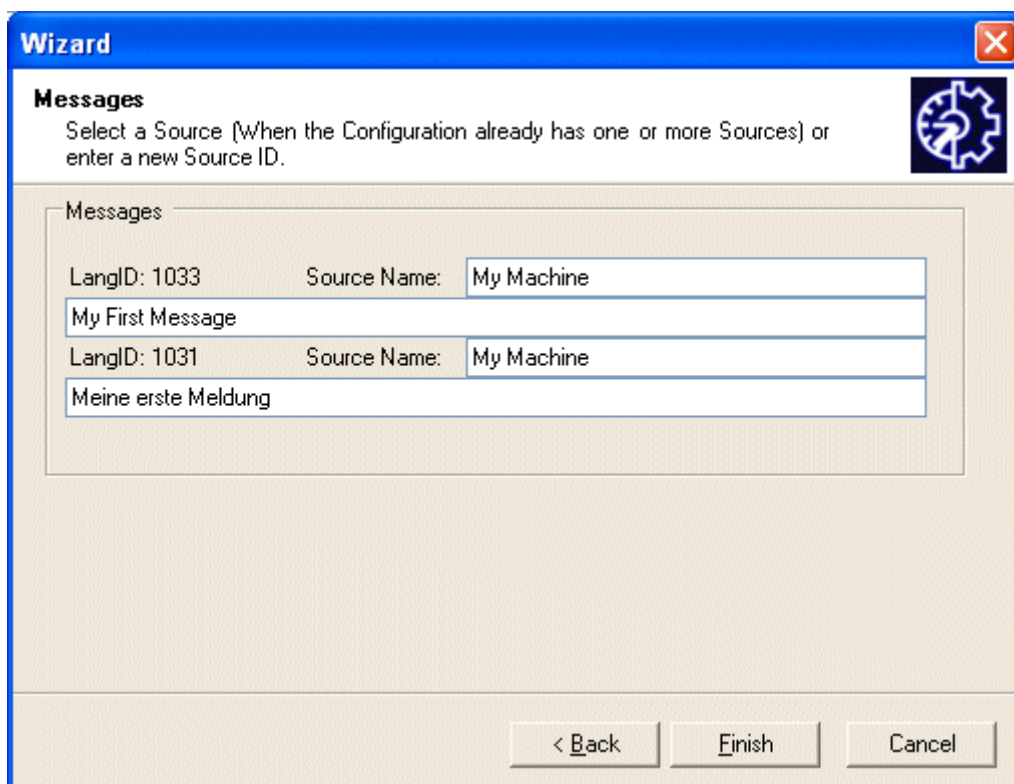 Wizard
Messages
Select a Source (When the Configuration already has one or more Sources) or
enter a new Source ID.
Messages
LangID: 1033 Source Name: My Machine
My First Message
LangID: 1031 Source Name: My Machine
Meine erste Meldung
< Back Finish Cancel